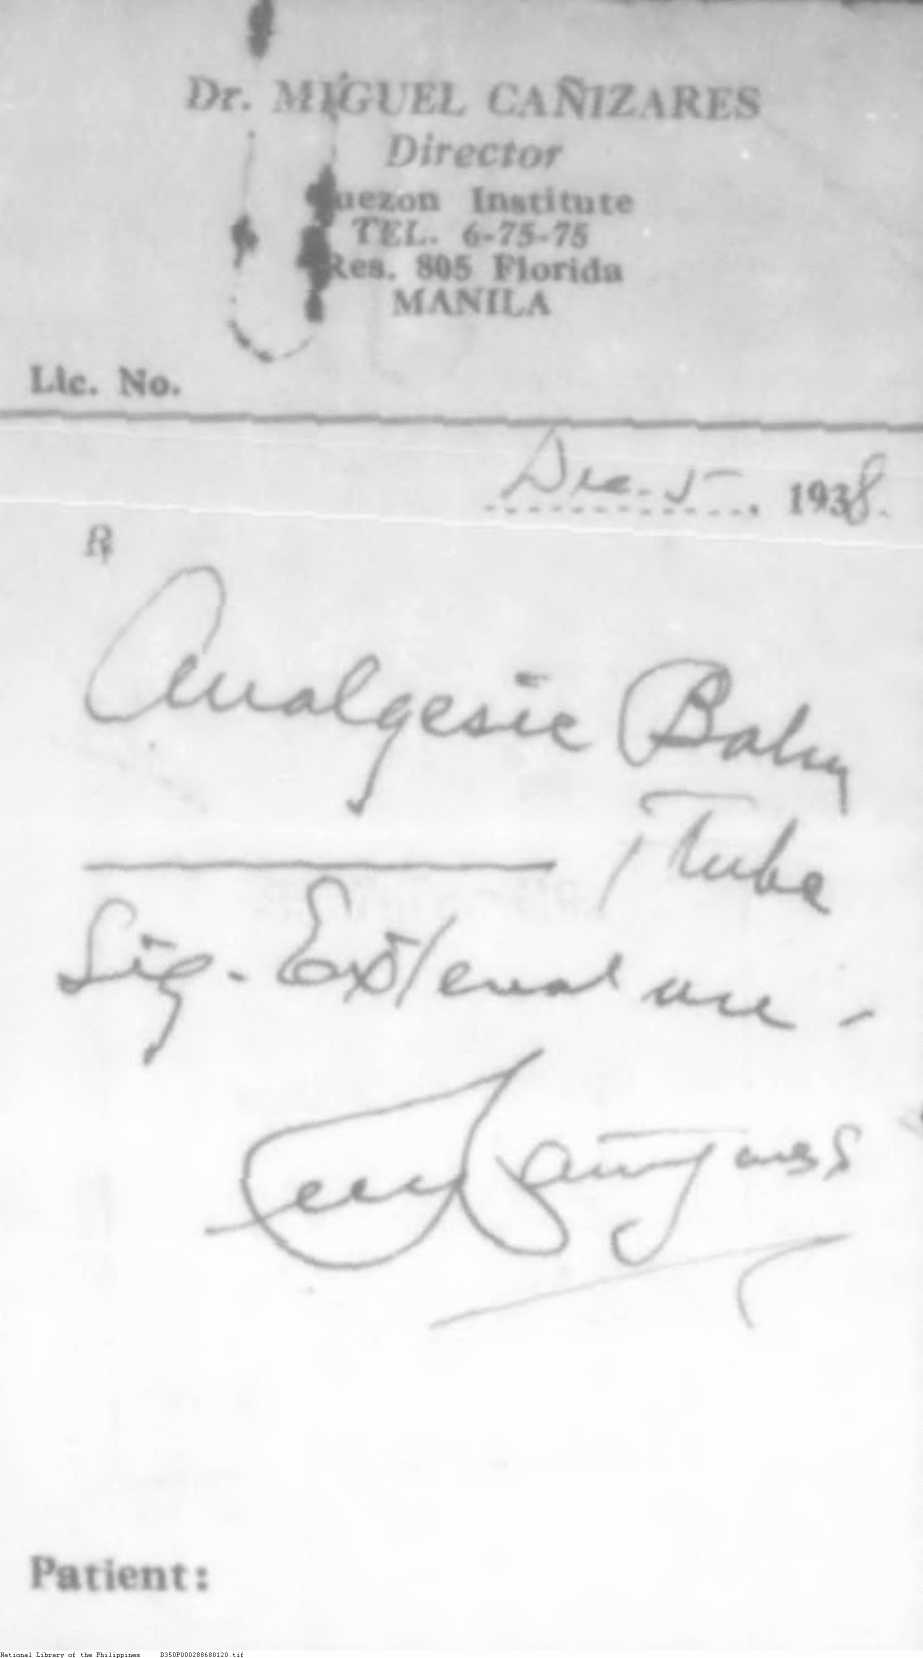 Dr. MIGUEL CAÑIZARES
Director
uezon Institute
TEL. 6-75-75
Res. 805 Florida
MANILA
Lic. No.
Dec. 5, 1938.
℞
Analgesic Balm
Tube
Sig. - External use -
Cañizares
Patient:
National Library of the Philippines